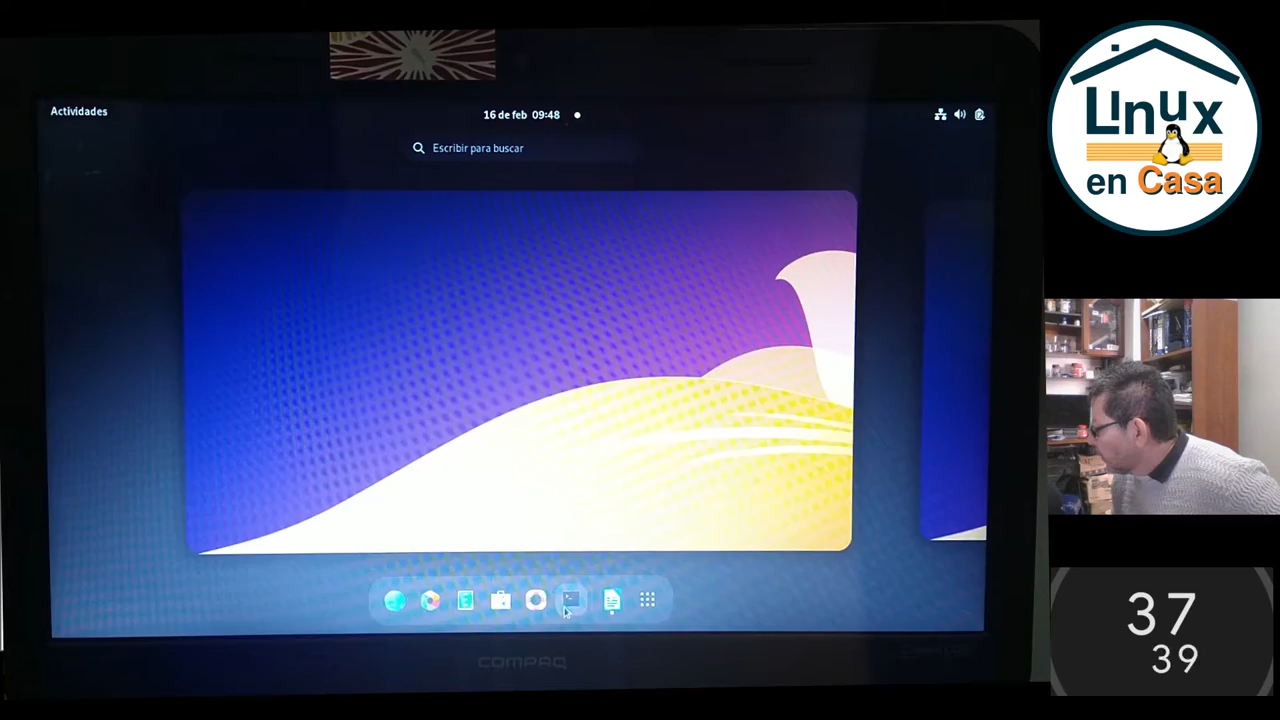 Actividades
16 de feb 09:48
Escribir para buscar
COMPAQ
Linux
en Casa
37
39